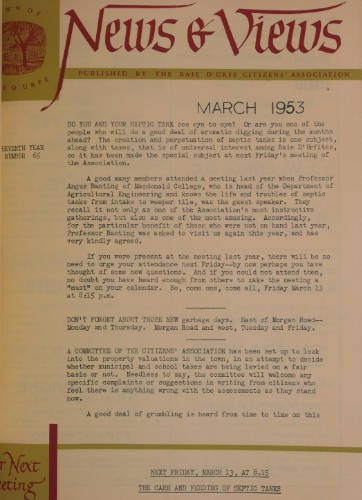 TOWN OF
News & Views
BAIE D'URFE
PUBLISHED BY THE BAIE D'URFE CITIZENS' ASSOCIATION
MARCH 1953
SEVENTH YEAR
NUMBER 65
DO YOU AND YOUR SEPTIC TANK see eye to eye? Or are you one of the
people who will do a good deal of aromatic digging during the months
ahead? The creation and perpetuation of septic tanks is one subject,
along with taxes, that is of universal interest among Baie D'Urfites,
so it has been made the special subject at next Friday's meeting of
the Association.
A good many members attended a meeting last year when Professor
Angus Banting of Macdonald College, who is head of the Department of
Agricultural Engineering and knows the life and troubles of septic
tanks from intake to weeper tile, was the guest speaker. They
recall it not only as one of the Association's most instructive
gatherings, but also as one of the most amusing. Accordingly,
for the particular benefit of those who were not on hand last year,
Professor Banting was asked to visit us again this year, and has
very kindly agreed.
If you were present at the meeting last year, there will be no
need to urge your attendance next Friday--by now perhaps you have
thought of some new questions. And if you could not attend then,
no doubt you have heard enough from others to make the meeting a
"must" on your calendar. So, come one, come all, Friday March 13
at 8:15 p.m.
DON'T FORGET ABOUT THOSE NEW garbage days. East of Morgan Road--
Monday and Thursday. Morgan Road and west, Tuesday and Friday.
A COMMITTEE OF THE CITIZENS' ASSOCIATION has been set up to look
into the property valuations in the town, in an attempt to decide
whether municipal and school taxes are being levied on a fair
basis or not. Needless to say, the committee will welcome any
specific complaints or suggestions in writing from citizens who
feel there is anything wrong with the assessments as they stand
now.
A good deal of grumbling is heard from time to time on this
r Next
eeting
NEXT FRIDAY, MARCH 13, AT 8.15
THE CARE AND FEEDING OF SEPTIC TANKS